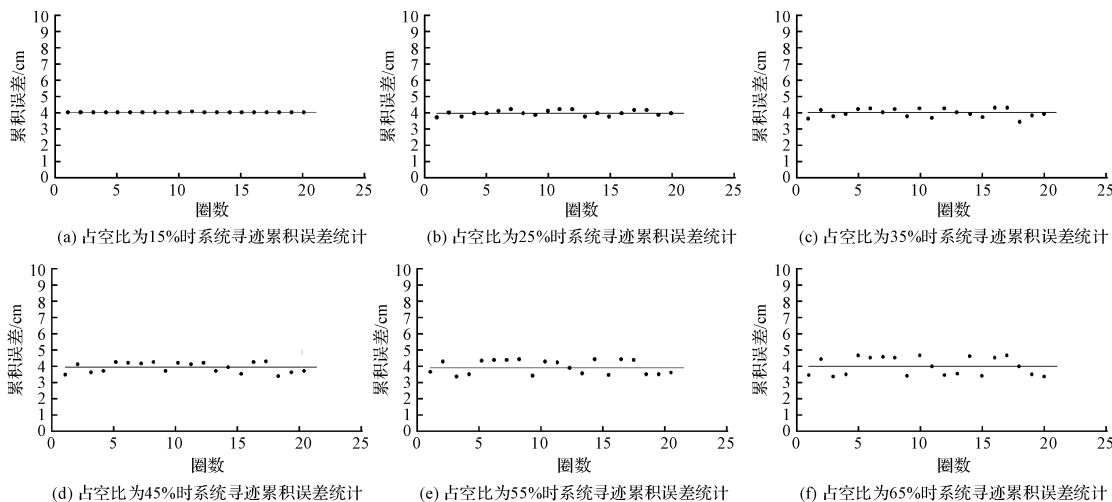 10
9
8
7
6
5
4
3
2
1
0
累积误差/cm
0 5 10 15 20 25
圈数
(a) 占空比为15%时系统寻迹累积误差统计
10
9
8
7
6
5
4
3
2
1
0
累积误差/cm
0 5 10 15 20 25
圈数
(b) 占空比为25%时系统寻迹累积误差统计
10
9
8
7
6
5
4
3
2
1
0
累积误差/cm
0 5 10 15 20 25
圈数
(c) 占空比为35%时系统寻迹累积误差统计
10
9
8
7
6
5
4
3
2
1
0
累积误差/cm
0 5 10 15 20 25
圈数
(d) 占空比为45%时系统寻迹累积误差统计
10
9
8
7
6
5
4
3
2
1
0
累积误差/cm
0 5 10 15 20 25
圈数
(e) 占空比为55%时系统寻迹累积误差统计
10
9
8
7
6
5
4
3
2
1
0
累积误差/cm
0 5 10 15 20 25
圈数
(f) 占空比为65%时系统寻迹累积误差统计